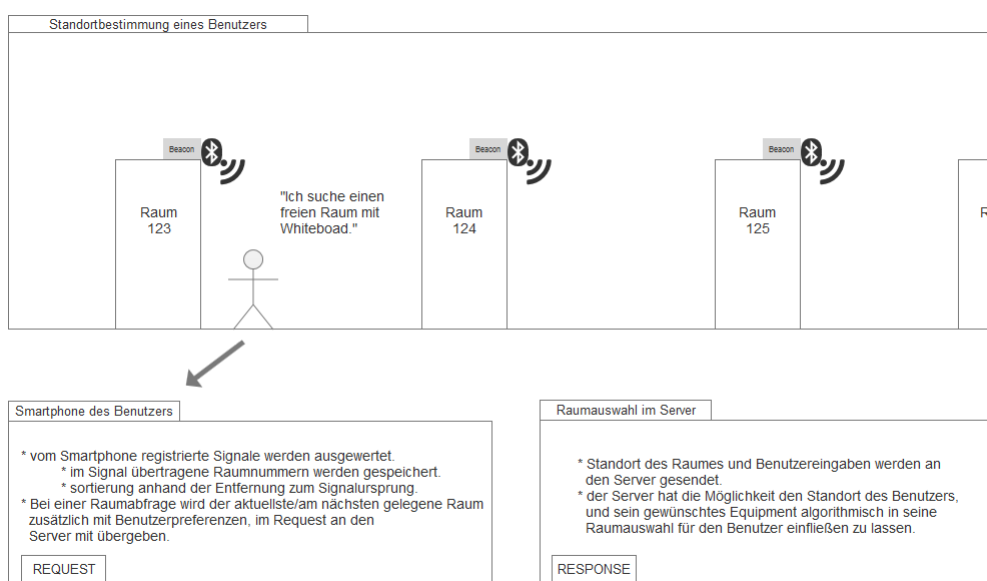 Standortbestimmung eines Benutzers
Beacon
Beacon
Beacon
"Ich suche einen
freien Raum mit
Whiteboad."
Raum
123
Raum
124
Raum
125
R
Smartphone des Benutzers
* vom Smartphone registrierte Signale werden ausgewertet.
* im Signal übertragene Raumnummern werden gespeichert.
* sortierung anhand der Entfernung zum Signalursprung.
* Bei einer Raumabfrage wird der aktuellste/am nächsten gelegene Raum
zusätzlich mit Benutzerpreferenzen, im Request an den
Server mit übergeben.
REQUEST
Raumauswahl im Server
* Standort des Raumes und Benutzereingaben werden an
den Server gesendet.
* der Server hat die Möglichkeit den Standort des Benutzers,
und sein gewünschtes Equipment algorithmisch in seine
Raumauswahl für den Benutzer einfließen zu lassen.
RESPONSE